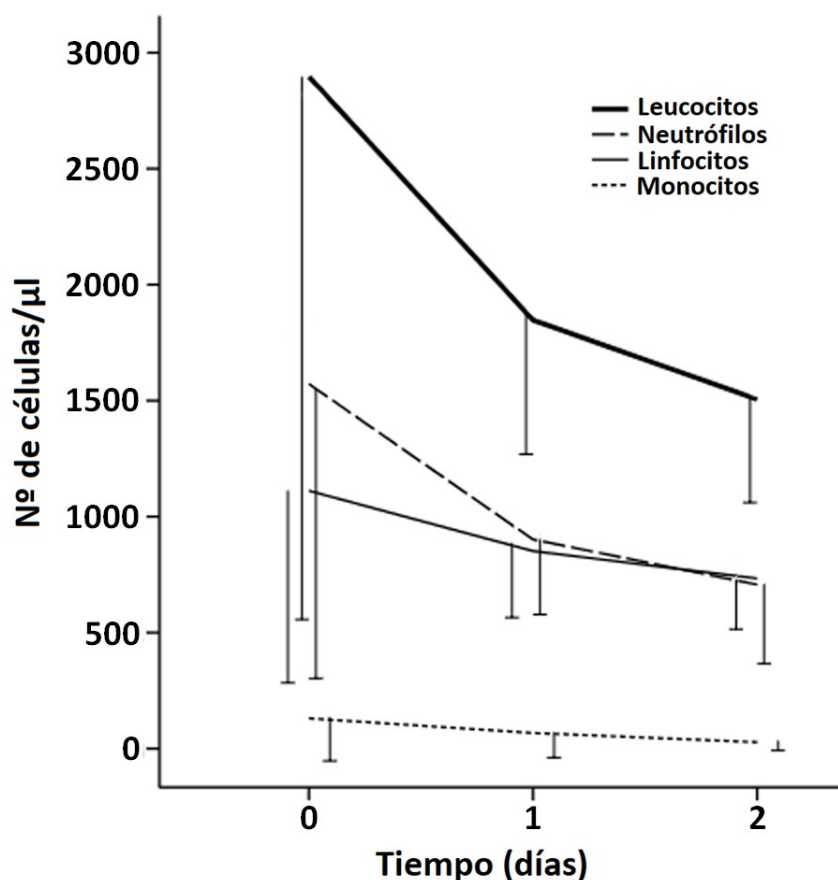 3000
2500
2000
1500
1000
500
0
Nº de células/µl
Leucocitos
Neutrófilos
Linfocitos
Monocitos
0 1 2
Tiempo (días)